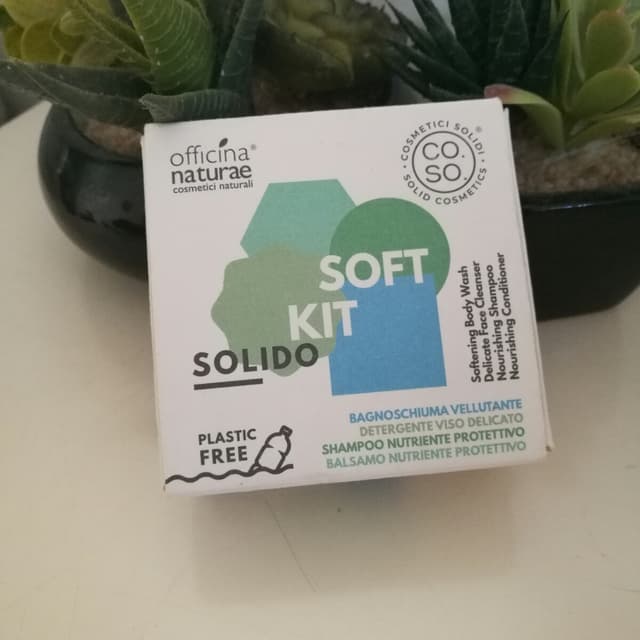 officina®
naturae
cosmetici naturali
COSMETICI SOLIDI®
CO.
SO.
SOLID COSMETICS
SOFT
KIT
SOLIDO
Softening Body Wash
Delicate Face Cleanser
Nourishing Shampoo
Nourishing Conditioner
PLASTIC
FREE
BAGNOSCHIUMA VELLUTANTE
DETERGENTE VISO DELICATO
SHAMPOO NUTRIENTE PROTETTIVO
BALSAMO NUTRIENTE PROTETTIVO